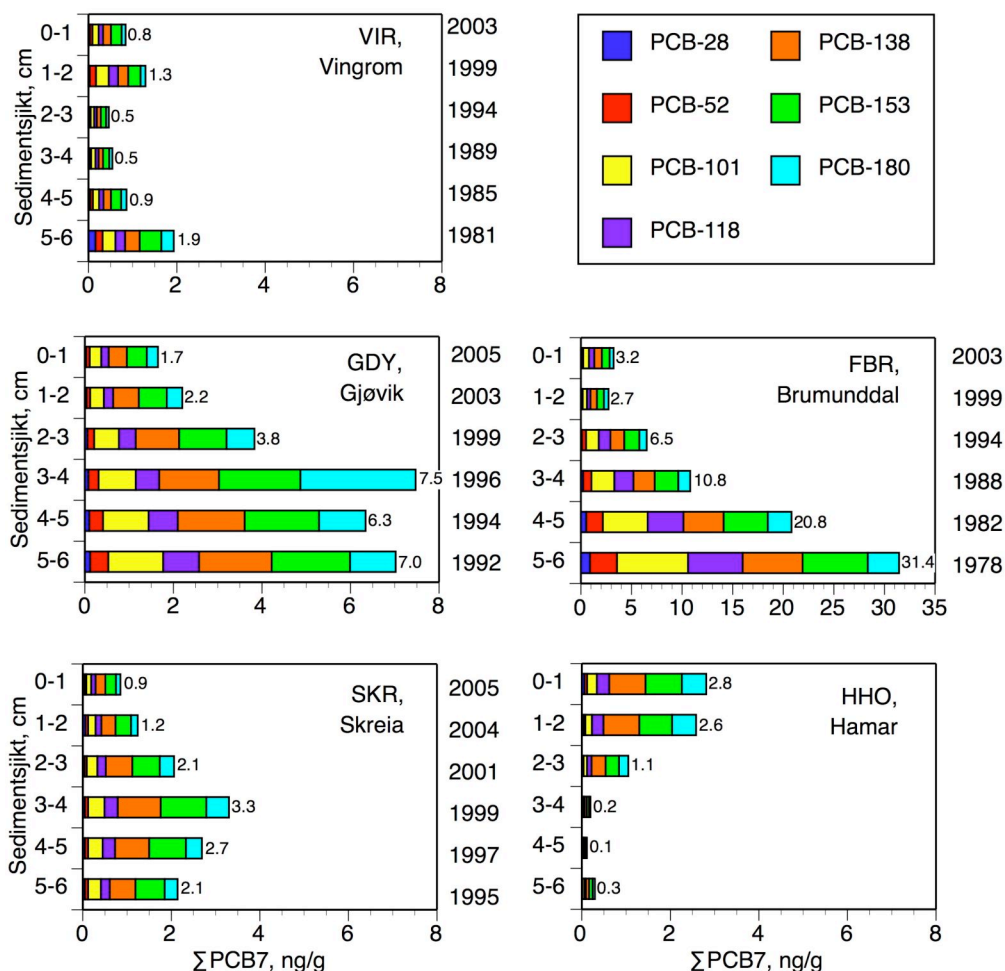 VIR,
Vingrom
Sedimentsjikt, cm
0-1 0.8 2003
1-2 1.3 1999
2-3 0.5 1994
3-4 0.5 1989
4-5 0.9 1985
5-6 1.9 1981
0 2 4 6 8
PCB-28 PCB-138
PCB-52 PCB-153
PCB-101 PCB-180
PCB-118
GDY,
Gjøvik
Sedimentsjikt, cm
0-1 1.7 2005
1-2 2.2 2003
2-3 3.8 1999
3-4 7.5 1996
4-5 6.3 1994
5-6 7.0 1992
0 2 4 6 8
FBR,
Brumunddal
0-1 3.2 2003
1-2 2.7 1999
2-3 6.5 1994
3-4 10.8 1988
4-5 20.8 1982
5-6 31.4 1978
0 5 10 15 20 25 30 35
SKR,
Skreia
Sedimentsjikt, cm
0-1 0.9 2005
1-2 1.2 2004
2-3 2.1 2001
3-4 3.3 1999
4-5 2.7 1997
5-6 2.1 1995
0 2 4 6 8
∑PCB7, ng/g
HHO,
Hamar
0-1 2.8
1-2 2.6
2-3 1.1
3-4 0.2
4-5 0.1
5-6 0.3
0 2 4 6 8
∑PCB7, ng/g